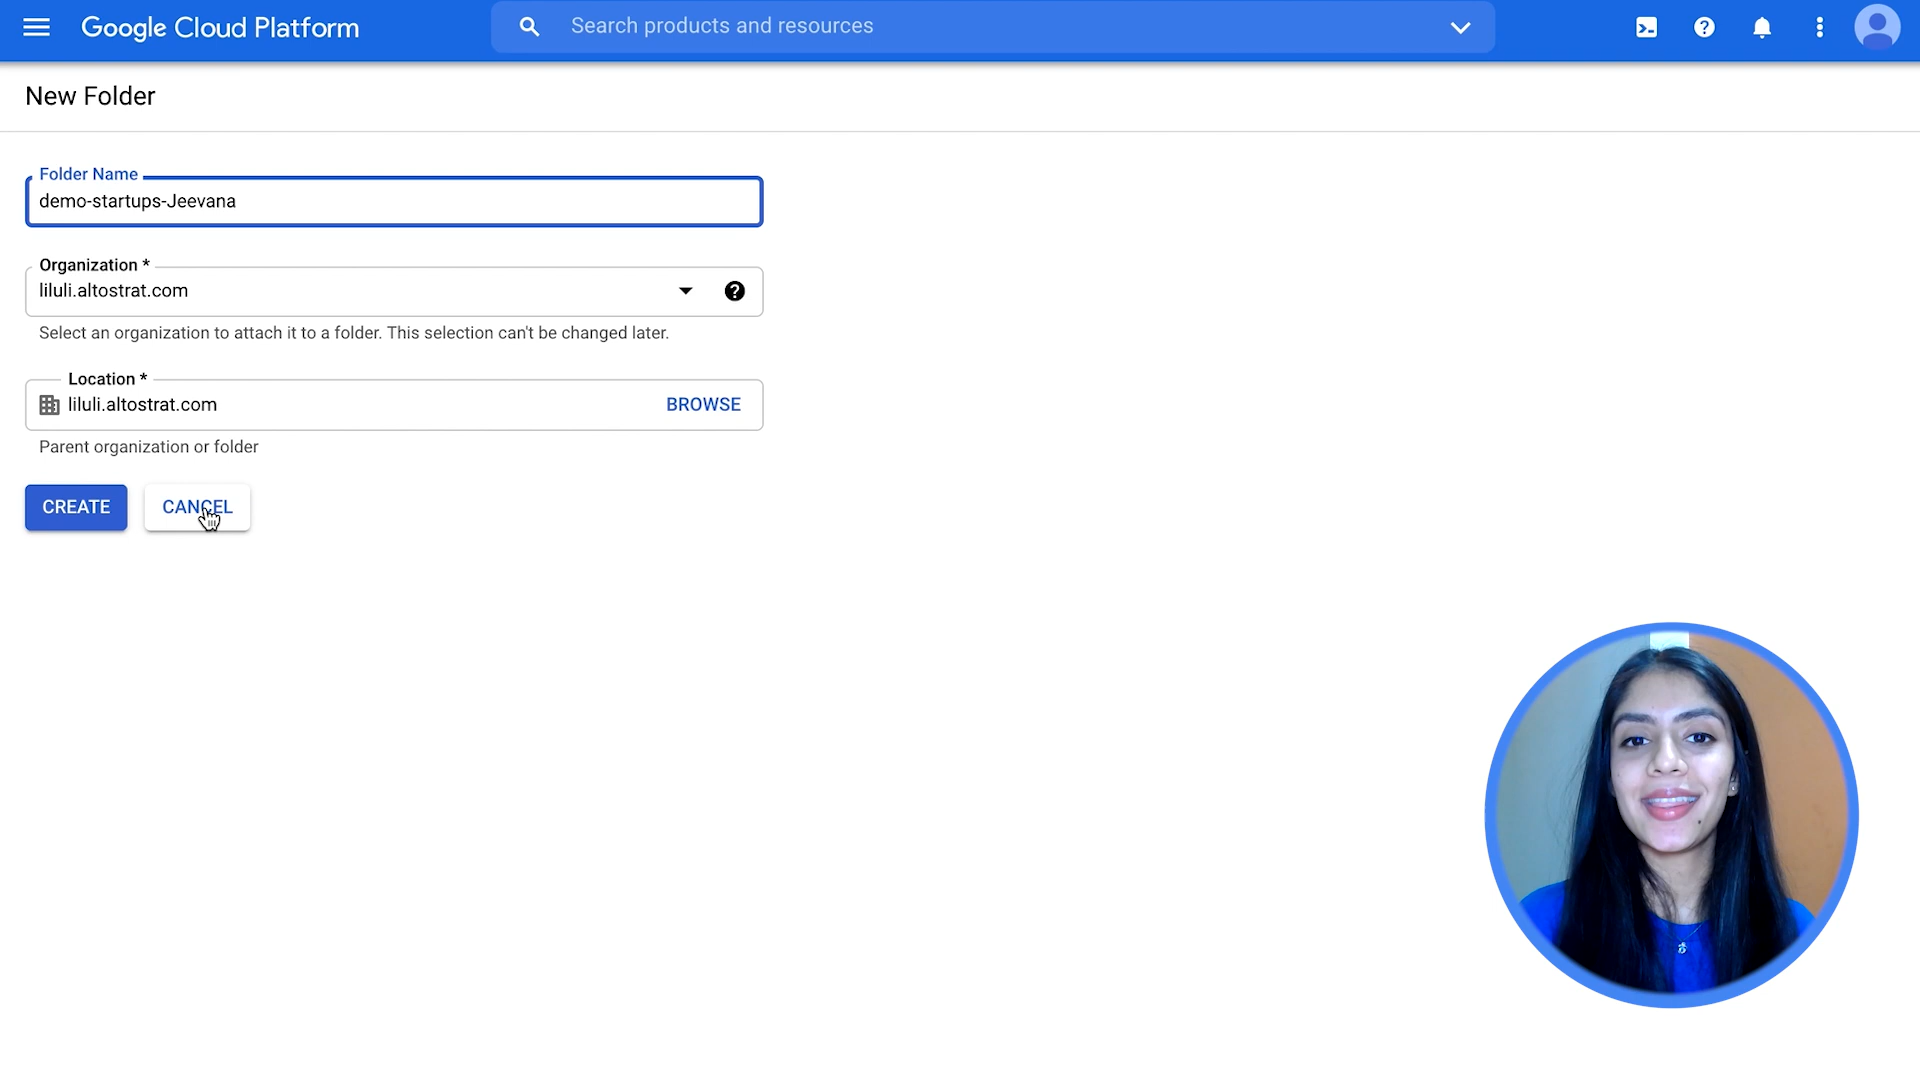 Google Cloud Platform
Search products and resources
New Folder
Folder Name
demo-startups-Jeevana
Organization *
liluli.altostrat.com
Select an organization to attach it to a folder. This selection can't be changed later.
Location *
liluli.altostrat.com
BROWSE
Parent organization or folder
CREATE
CANCEL